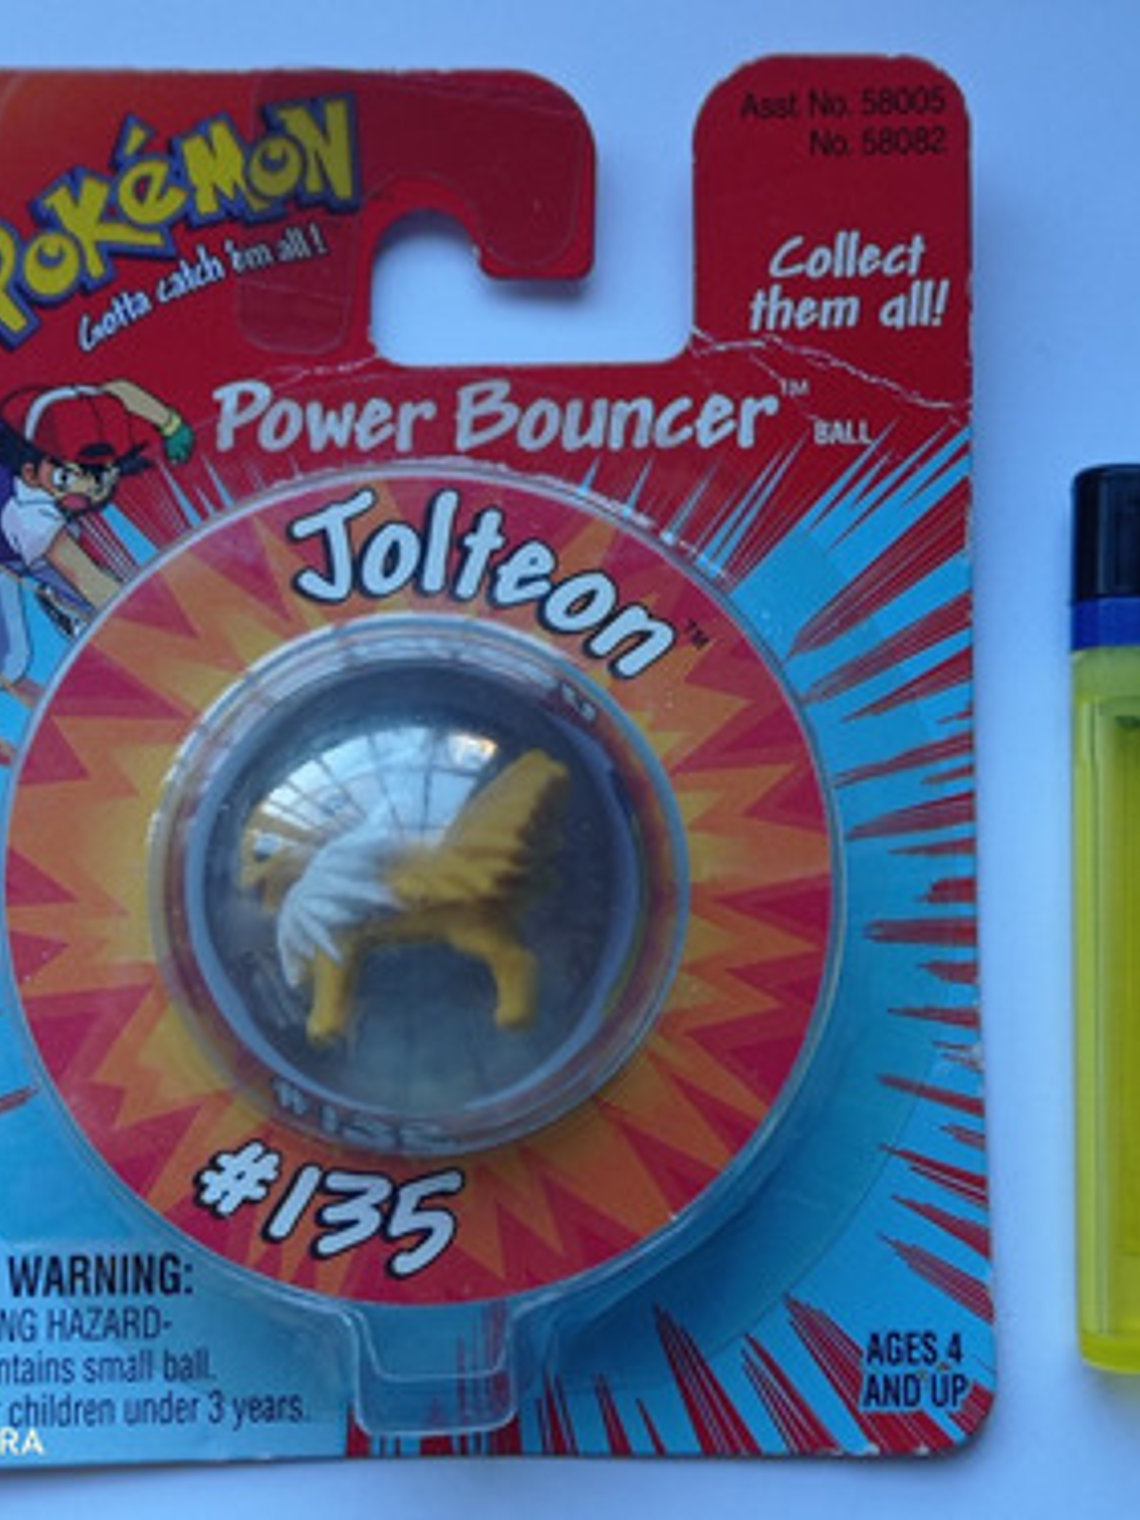 Pokémon
Gotta catch 'em all!
Asst. No. 58005
No. 58082
Collect
them all!
Power Bouncer™ BALL
Jolteon™
#135
WARNING:
NG HAZARD-
ntains small ball.
children under 3 years.
AGES 4
AND UP
RA